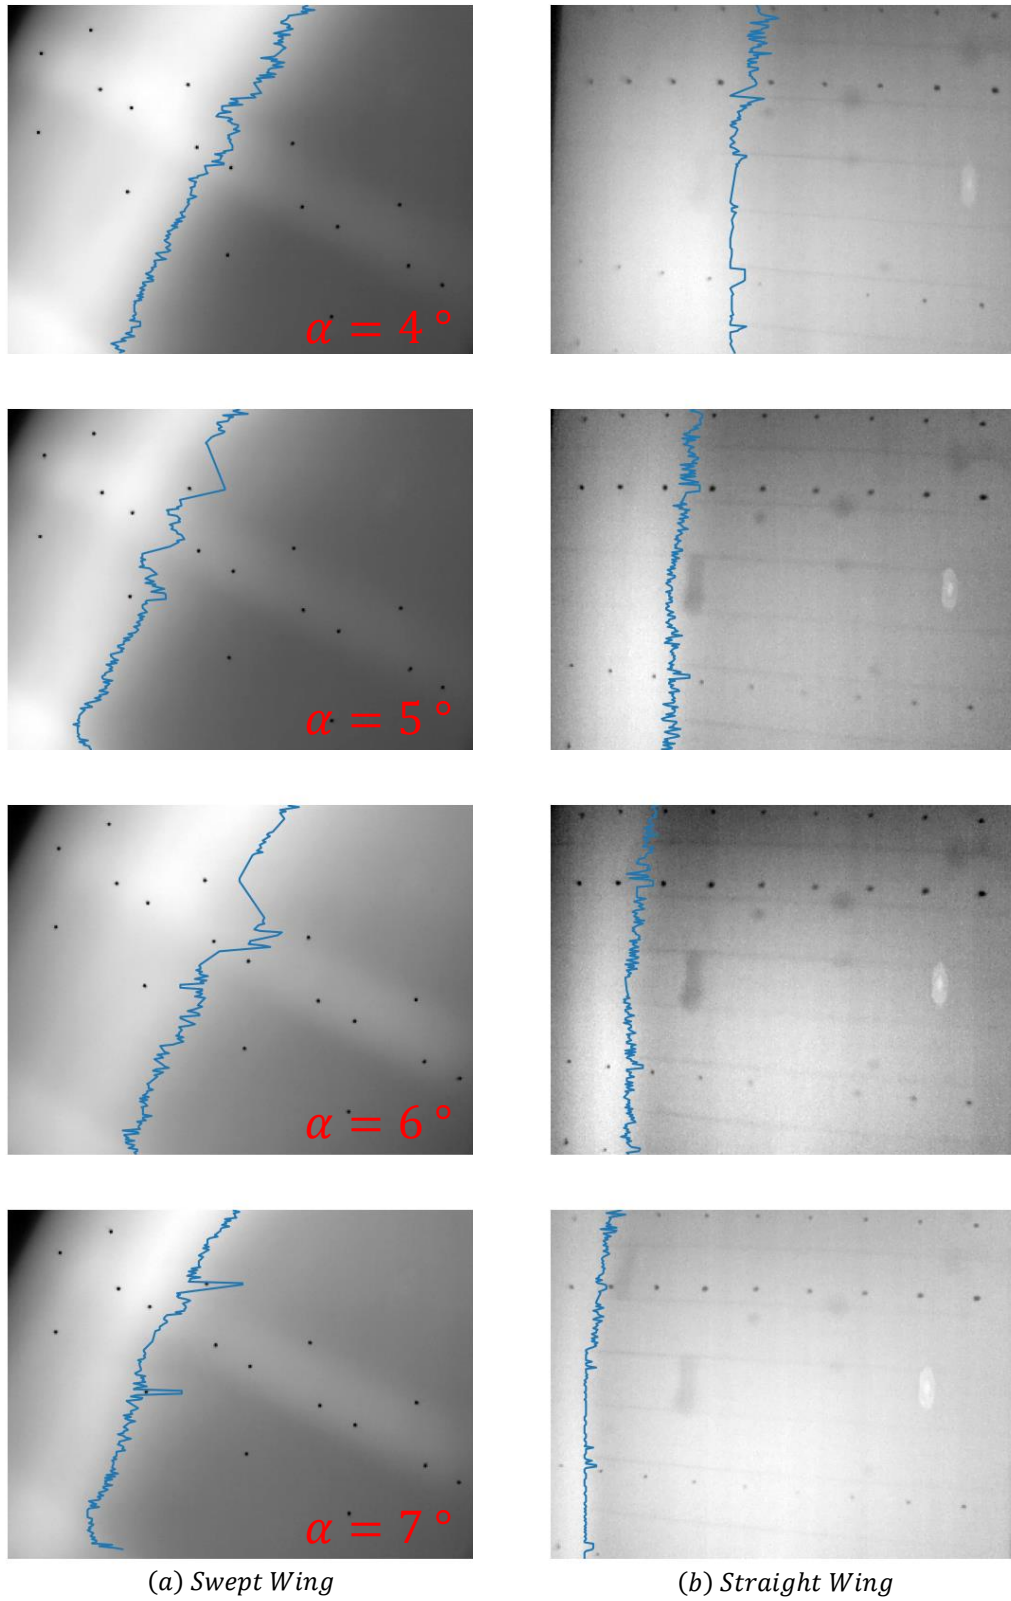 α = 4 °
α = 5 °
α = 6 °
α = 7 °
(a) Swept Wing
(b) Straight Wing